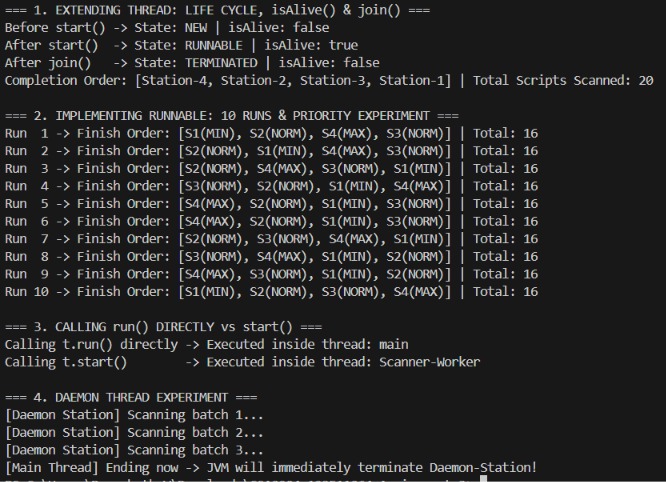 === 1. EXTENDING THREAD: LIFE CYCLE, isAlive() & join() ===
Before start() -> State: NEW | isAlive: false
After start()  -> State: RUNNABLE | isAlive: true
After join()   -> State: TERMINATED | isAlive: false
Completion Order: [Station-4, Station-2, Station-3, Station-1] | Total Scripts Scanned: 20
=== 2. IMPLEMENTING RUNNABLE: 10 RUNS & PRIORITY EXPERIMENT ===
Run  1 -> Finish Order: [S1(MIN), S2(NORM), S4(MAX), S3(NORM)] | Total: 16
Run  2 -> Finish Order: [S2(NORM), S1(MIN), S4(MAX), S3(NORM)] | Total: 16
Run  3 -> Finish Order: [S2(NORM), S4(MAX), S3(NORM), S1(MIN)] | Total: 16
Run  4 -> Finish Order: [S3(NORM), S2(NORM), S1(MIN), S4(MAX)] | Total: 16
Run  5 -> Finish Order: [S4(MAX), S2(NORM), S1(MIN), S3(NORM)] | Total: 16
Run  6 -> Finish Order: [S4(MAX), S2(NORM), S1(MIN), S3(NORM)] | Total: 16
Run  7 -> Finish Order: [S2(NORM), S3(NORM), S4(MAX), S1(MIN)] | Total: 16
Run  8 -> Finish Order: [S3(NORM), S4(MAX), S1(MIN), S2(NORM)] | Total: 16
Run  9 -> Finish Order: [S4(MAX), S3(NORM), S1(MIN), S2(NORM)] | Total: 16
Run 10 -> Finish Order: [S1(MIN), S2(NORM), S3(NORM), S4(MAX)] | Total: 16
=== 3. CALLING run() DIRECTLY vs start() ===
Calling t.run() directly -> Executed inside thread: main
Calling t.start()        -> Executed inside thread: Scanner-Worker
=== 4. DAEMON THREAD EXPERIMENT ===
[Daemon Station] Scanning batch 1...
[Daemon Station] Scanning batch 2...
[Daemon Station] Scanning batch 3...
[Main Thread] Ending now -> JVM will immediately terminate Daemon-Station!